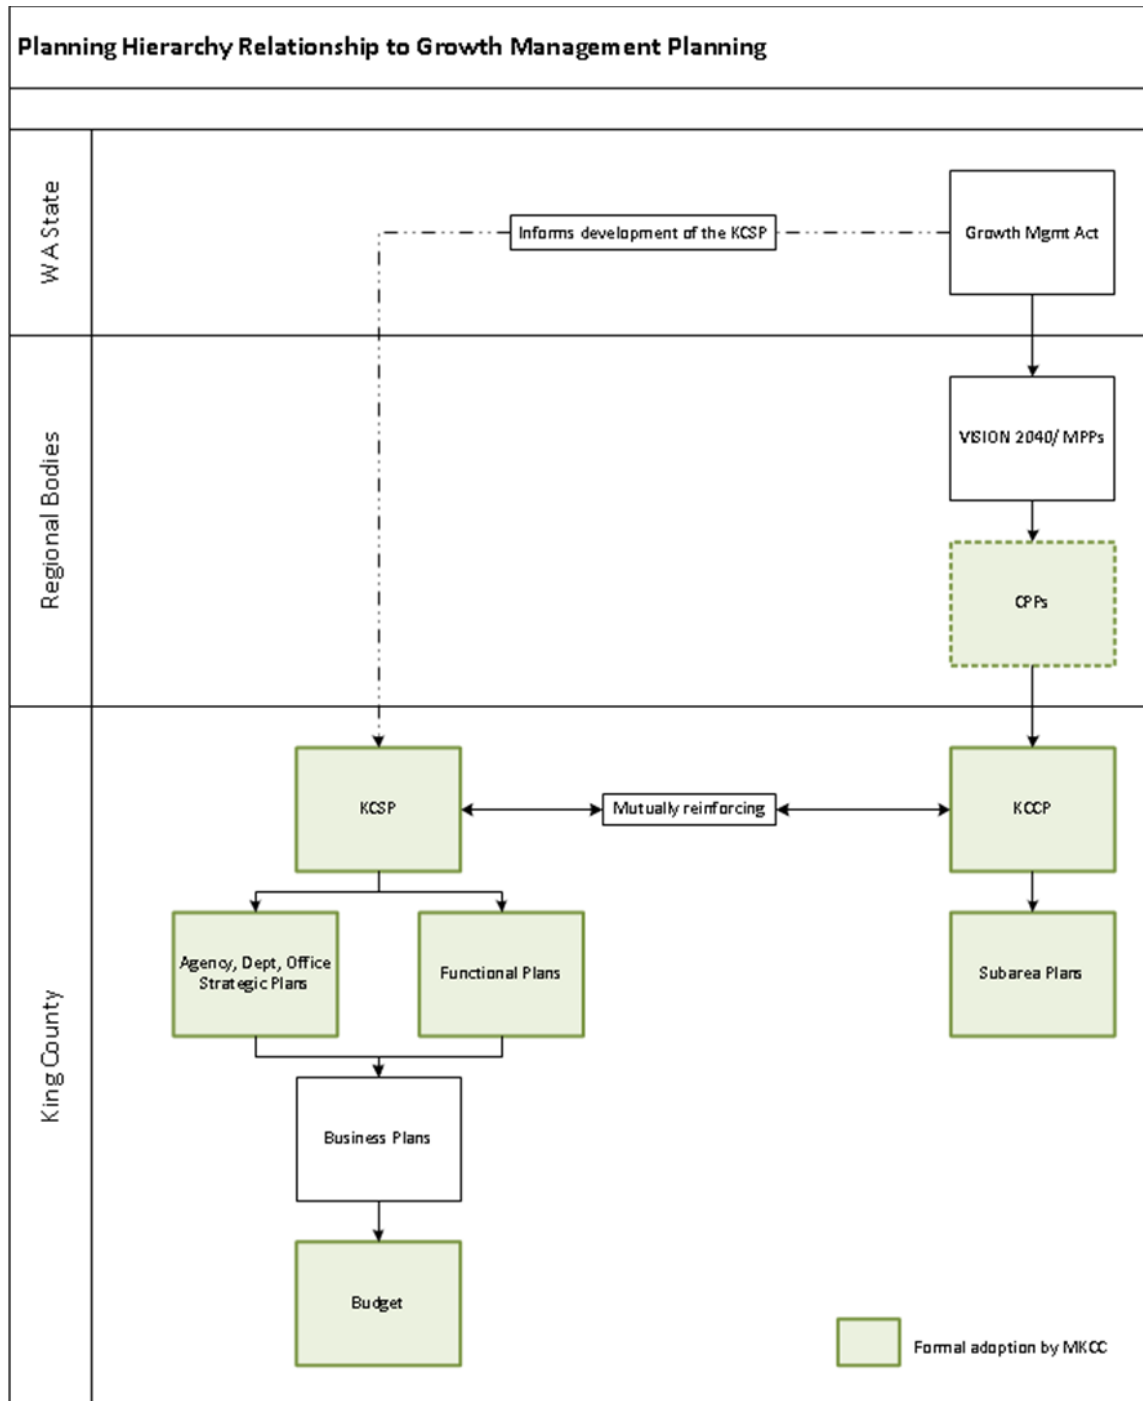 Planning Hierarchy Relationship to Growth Management Planning
WA State
Informs development of the KCSP
Growth Mgmt Act
Regional Bodies
VISION 2040/ MPPs
CPPs
King County
KCSP
Mutually reinforcing
KCCP
Agency, Dept, Office
Strategic Plans
Functional Plans
Subarea Plans
Business Plans
Budget
Formal adoption by MKCC